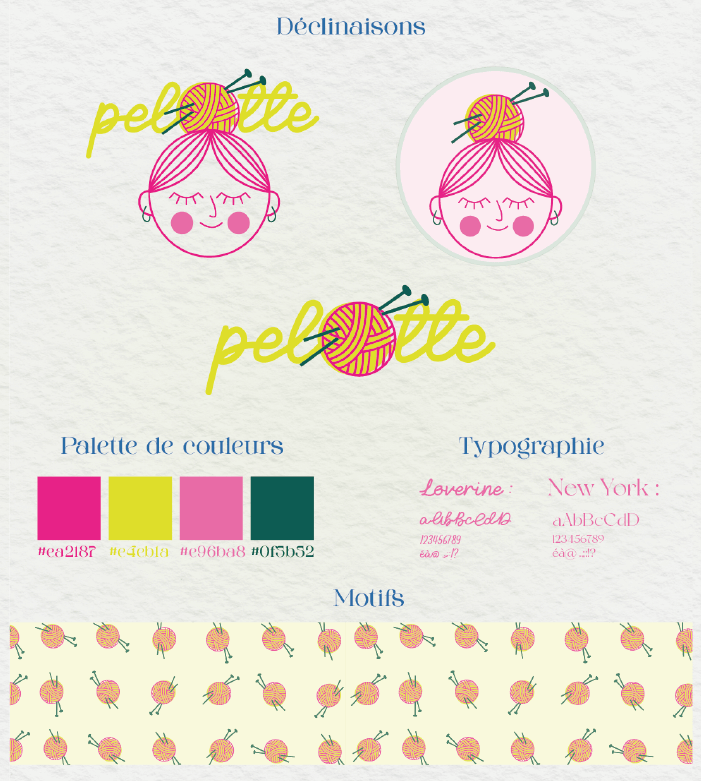 Déclinaisons
pelotte
pelotte
Palette de couleurs
Typographie
#ea2187 #e4eb1a #e96ba8 #0f5b52
Loverine :
aAbBcCdD
123456789
éà@ .;!?
New York :
aAbBcCdD
123456789
éà@ .;:!?
Motifs